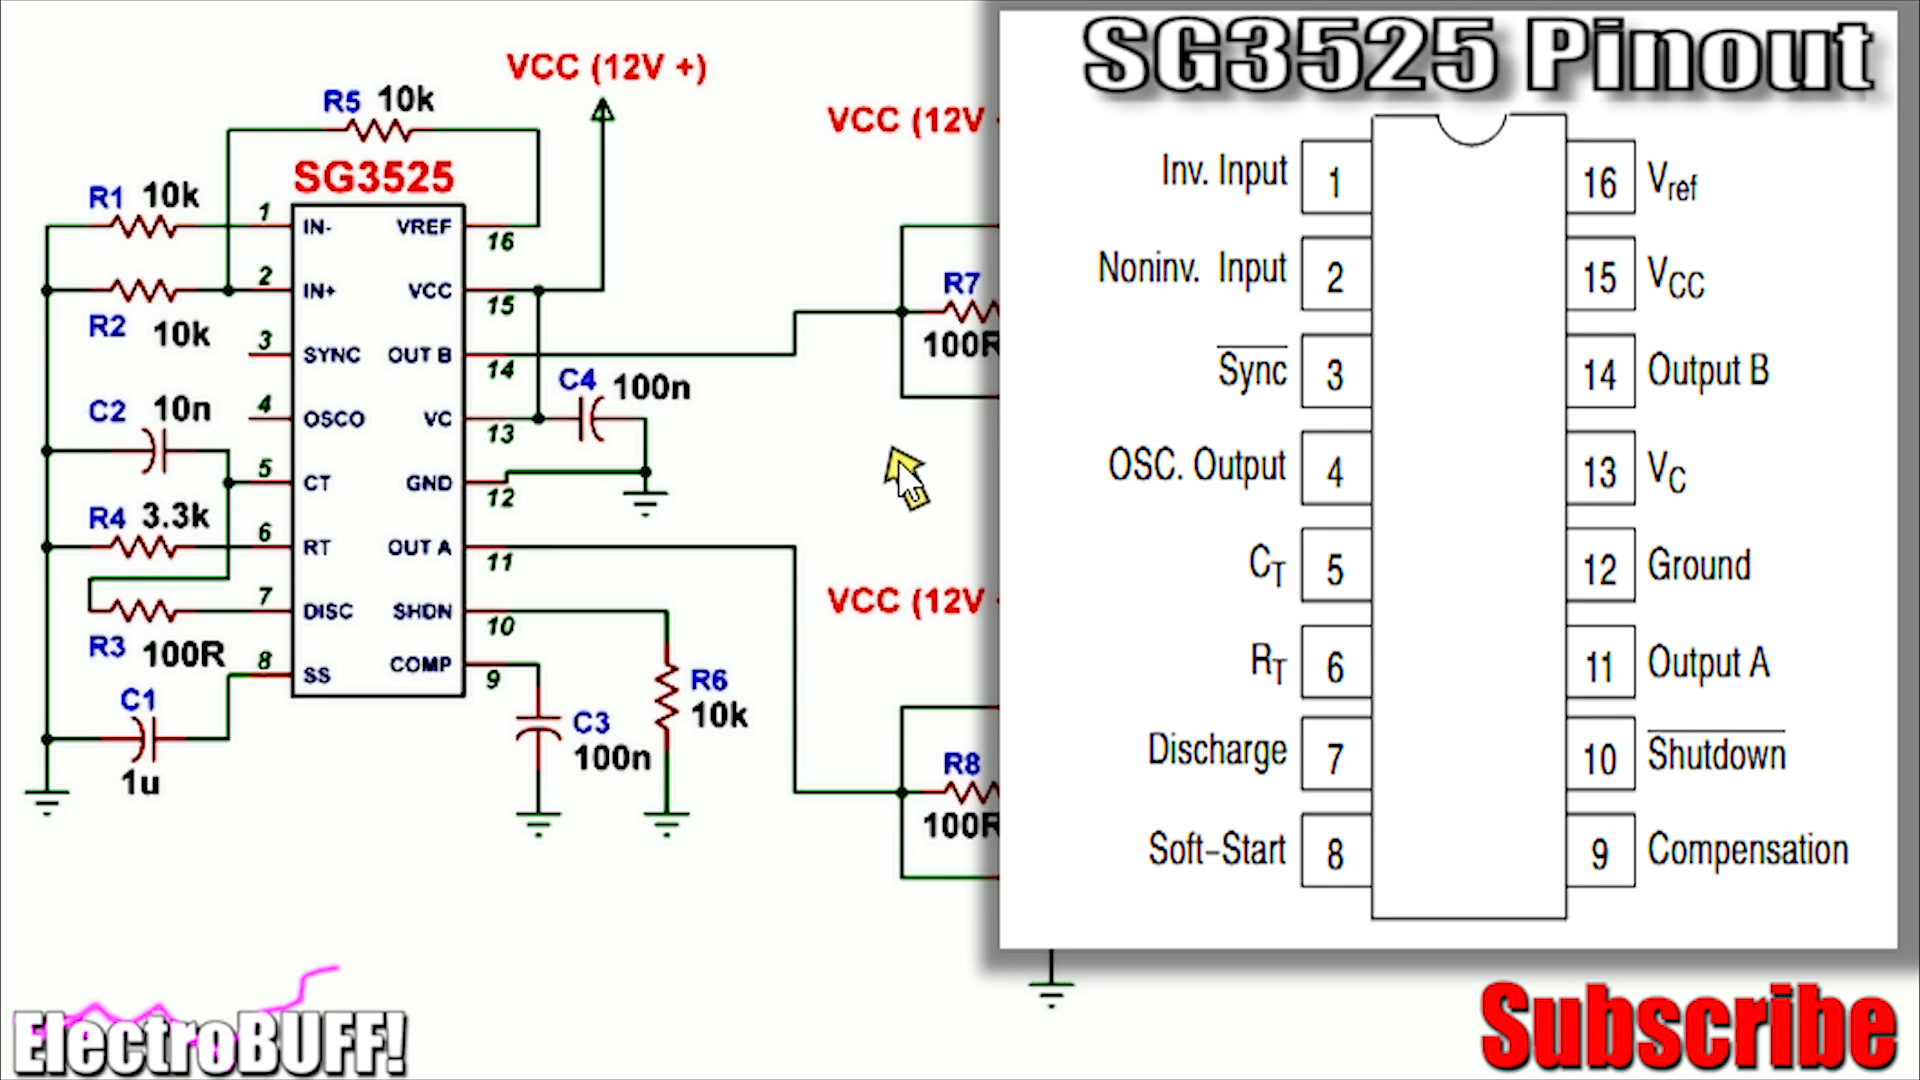 VCC (12V +)
R5 10k
SG3525
R1 10k
1 IN- VREF 16
2 IN+ VCC 15
R2 10k
3 SYNC OUT B 14
C4 100n
C2 10n
4 OSCO VC 13
5 CT GND 12
R4 3.3k
6 RT OUT A 11
7 DISC SHDN 10
R3 100R
8 SS COMP 9
C1
1u
C3
100n
R6
10k
VCC (12V
R7
100R
VCC (12V
R8
100R
SG3525 Pinout
Inv. Input 1 16 Vref
Noninv. Input 2 15 VCC
Sync 3 14 Output B
OSC. Output 4 13 VC
CT 5 12 Ground
RT 6 11 Output A
Discharge 7 10 Shutdown
Soft-Start 8 9 Compensation
ElectroBUFF!
Subscribe